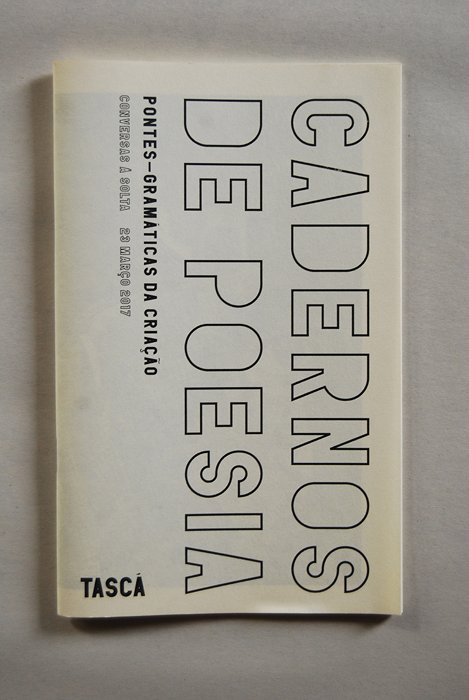 CADERNOS
DE POESIA
PONTES—GRAMÁTICAS DA CRIAÇÃO
CONVERSAS À SOLTA 23 MARÇO 2017
TASCÁ